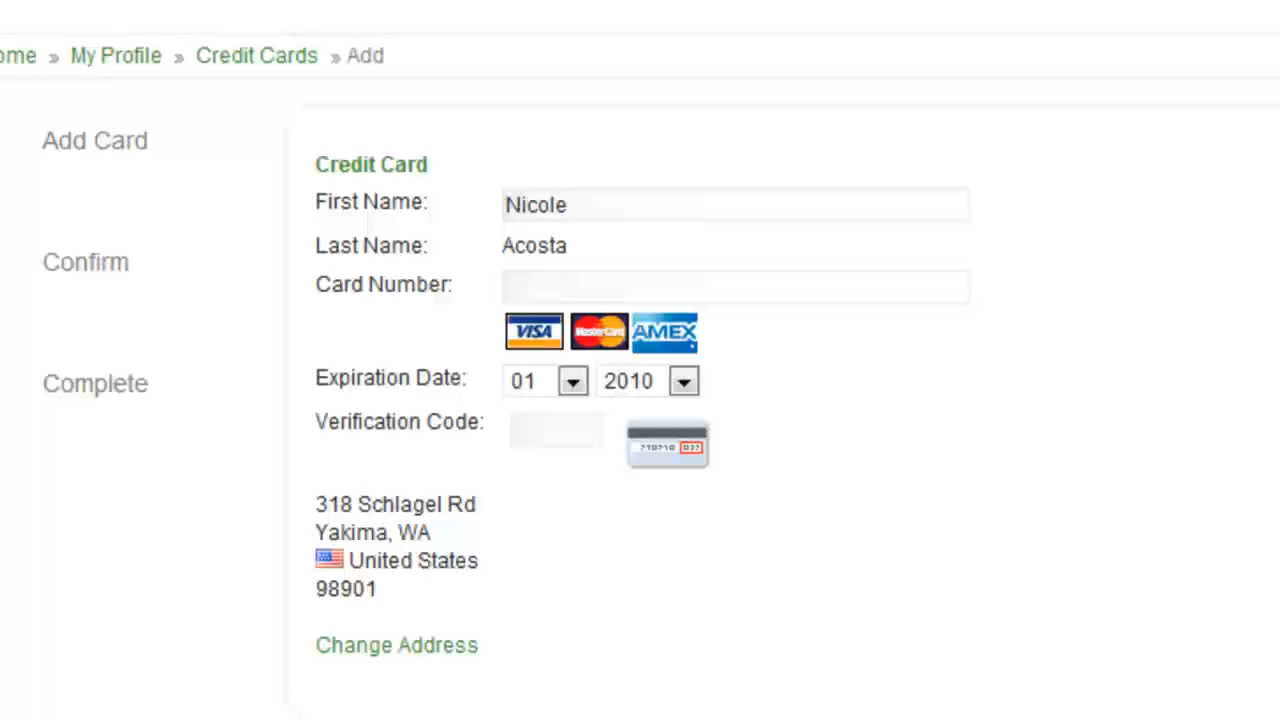 ome » My Profile » Credit Cards » Add
Add Card
Confirm
Complete
Credit Card
First Name: Nicole
Last Name: Acosta
Card Number:
VISA MasterCard AMEX
Expiration Date: 01 2010
Verification Code:
318 Schlagel Rd
Yakima, WA
United States
98901
Change Address